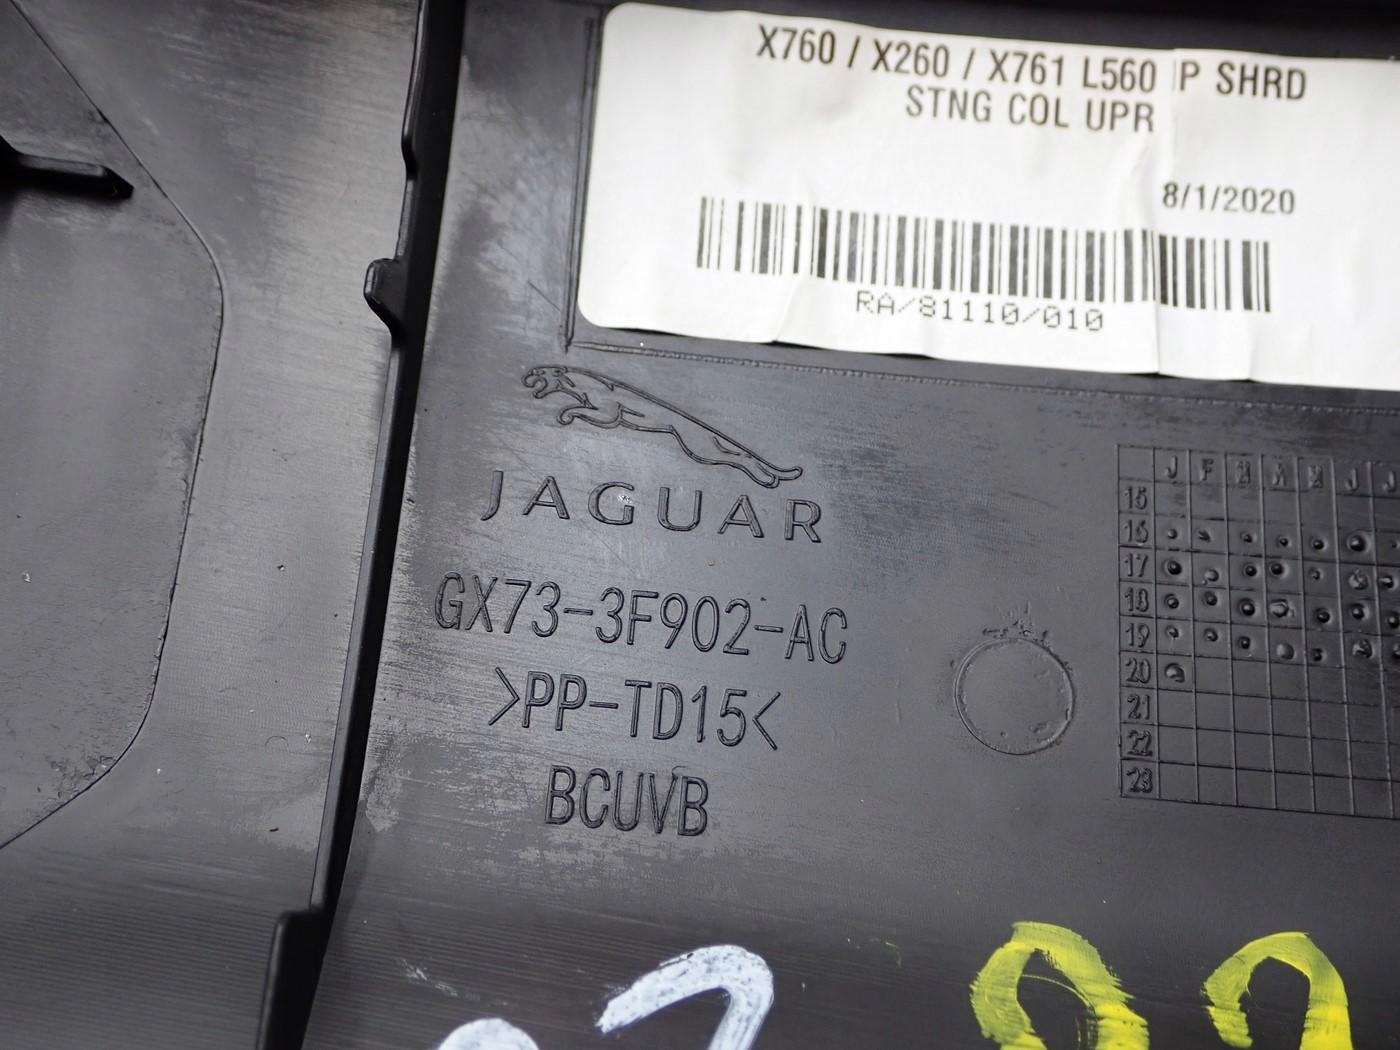 X760 / X260 / X761 L560 IP SHRD
STNG COL UPR
8/1/2020
RA/81110/010
JAGUAR
GX73-3F902-AC
>PP-TD15<
BCUVB
J F M A M J J
15
16
17
18
19
20
21
22
23